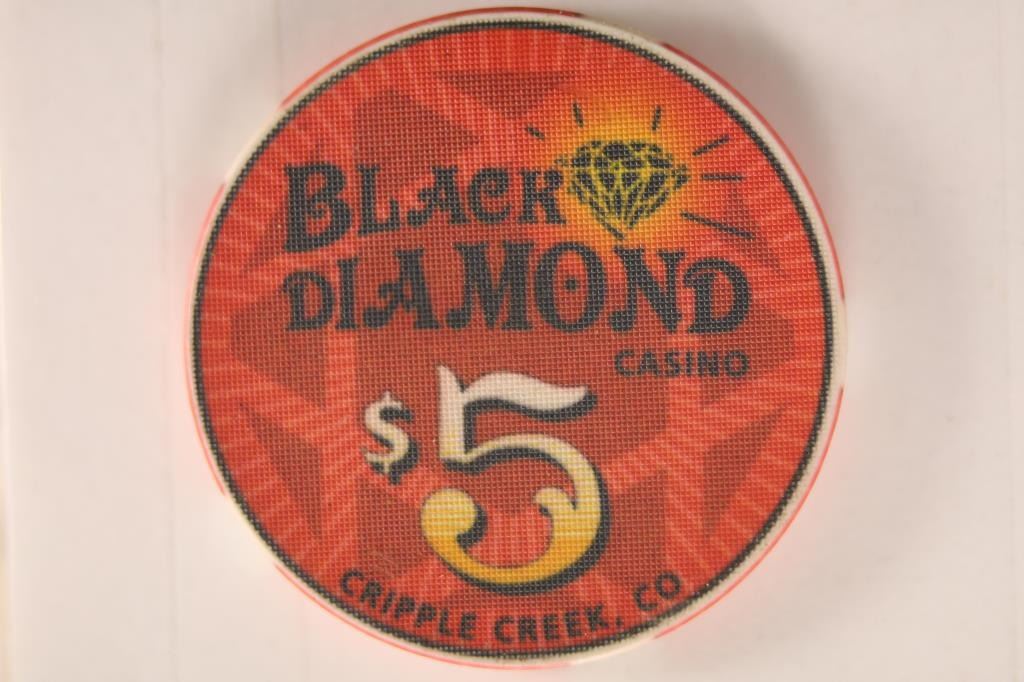 BLACK
DIAMOND
CASINO
$5
CRIPPLE CREEK, CO